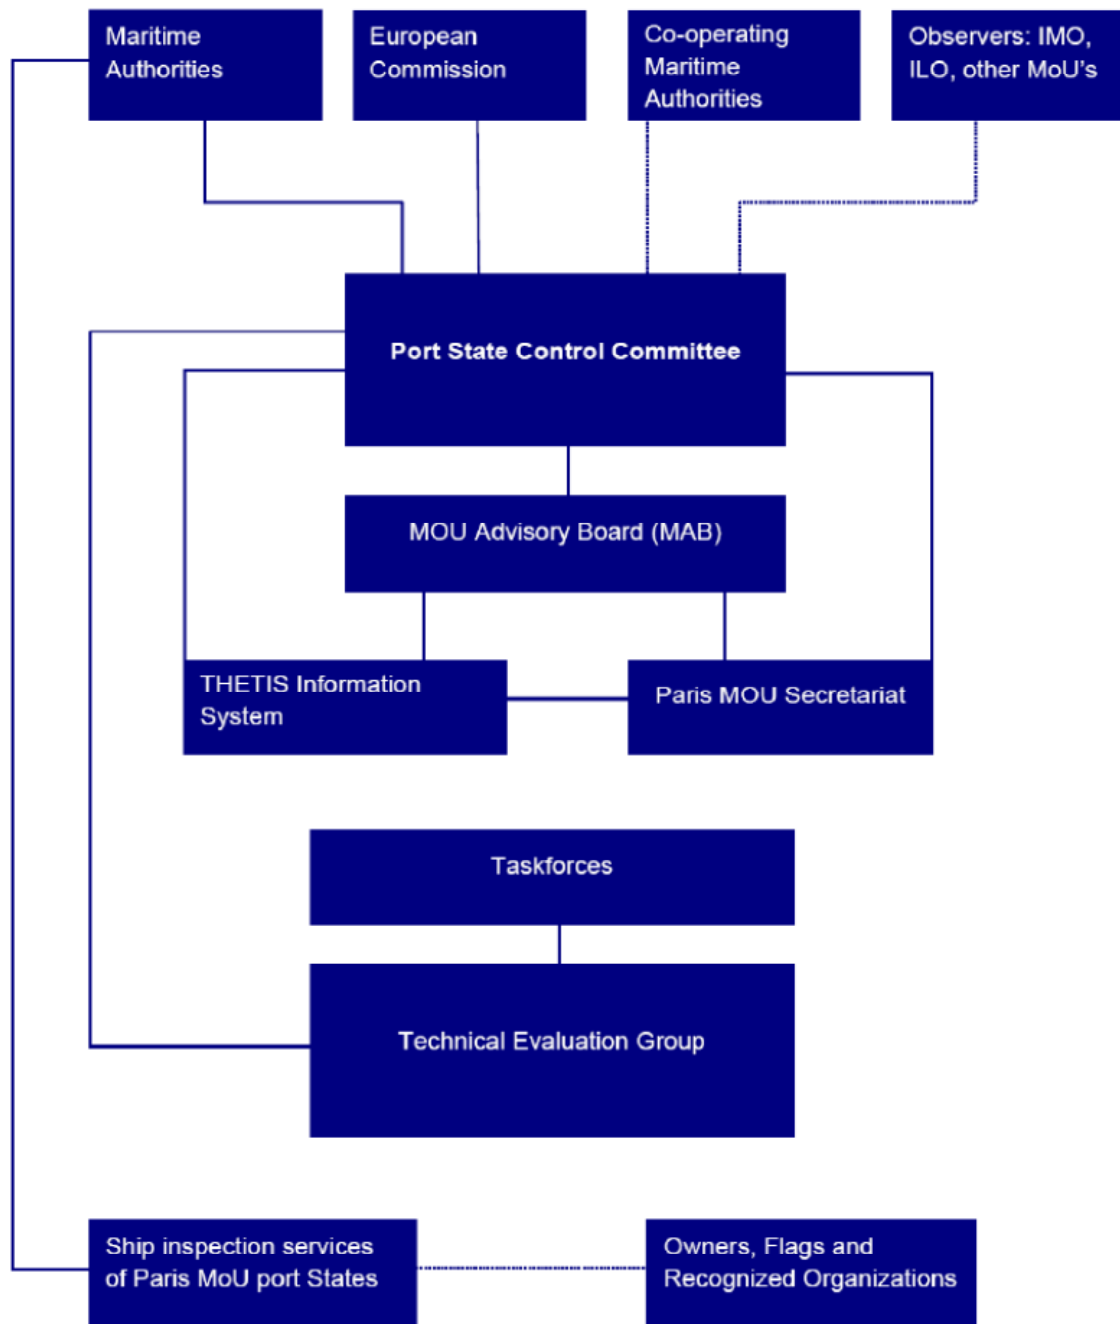 Maritime
Authorities
European
Commission
Co-operating
Maritime
Authorities
Observers: IMO,
ILO, other MoU's
Port State Control Committee
MOU Advisory Board (MAB)
THETIS Information
System
Paris MOU Secretariat
Taskforces
Technical Evaluation Group
Ship inspection services
of Paris MoU port States
Owners, Flags and
Recognized Organizations